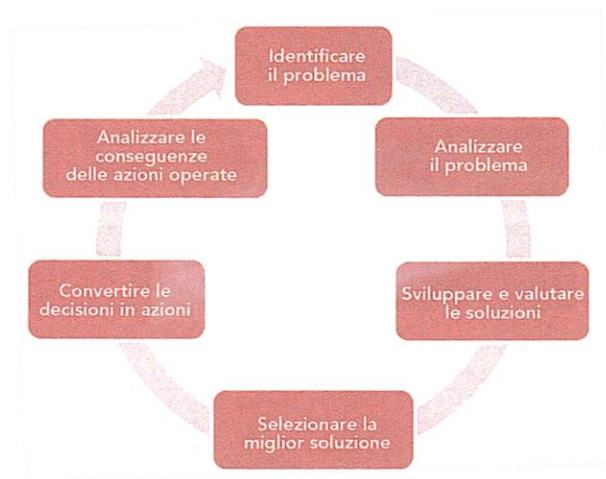 Identificare
il problema
Analizzare
il problema
Sviluppare e valutare
le soluzioni
Selezionare la
miglior soluzione
Convertire le
decisioni in azioni
Analizzare le
conseguenze
delle azioni operate